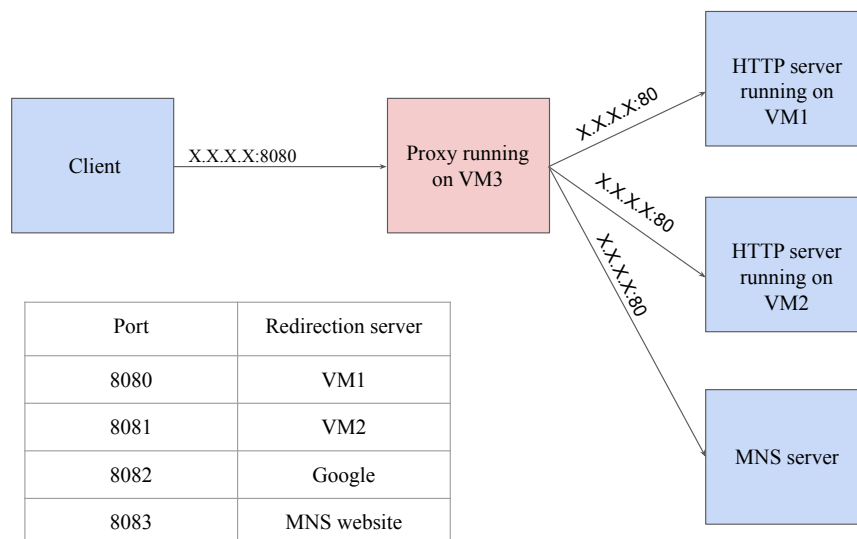 HTTP server
running on
VM1
X.X.X.X:80
Client
X.X.X.X:8080
Proxy running
on VM3
X.X.X.X:80
HTTP server
running on
VM2
X.X.X.X:80
Port Redirection server
8080 VM1
8081 VM2
8082 Google
8083 MNS website
MNS server